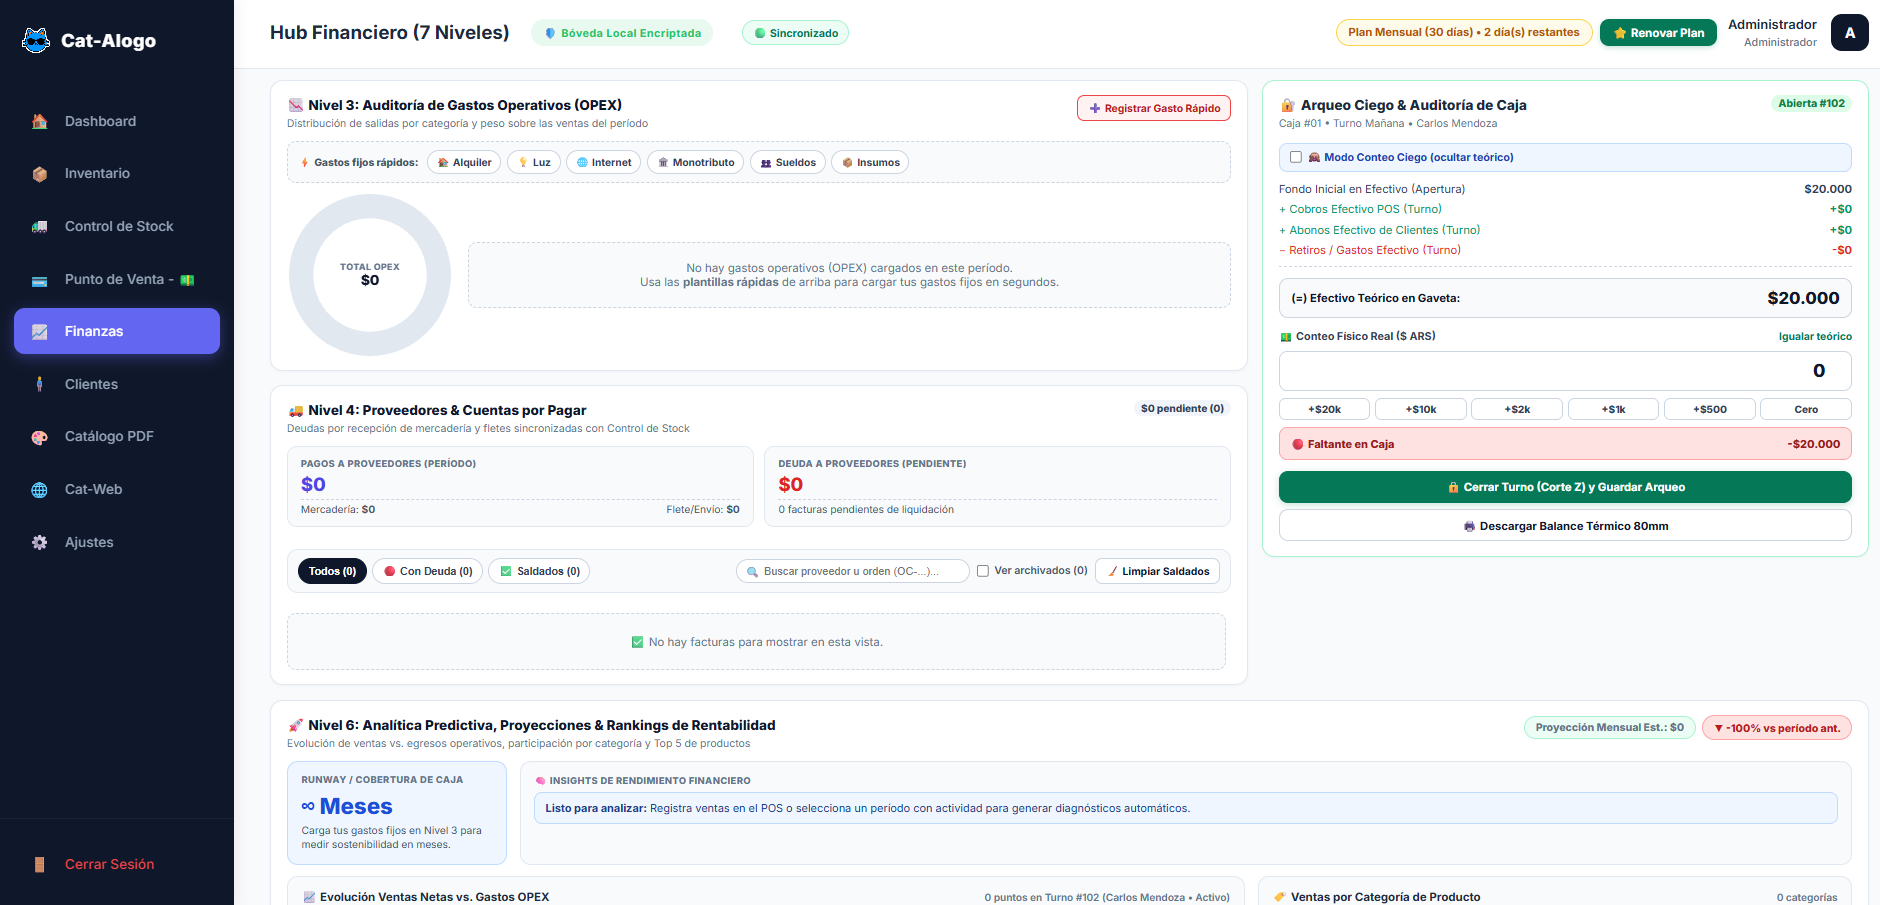 Cat-Alogo
Dashboard
Inventario
Control de Stock
Punto de Venta -
Finanzas
Clientes
Catálogo PDF
Cat-Web
Ajustes
Cerrar Sesión
Hub Financiero (7 Niveles)
Bóveda Local Encriptada
Sincronizado
Plan Mensual (30 días) • 2 día(s) restantes
Renovar Plan
Administrador
Administrador
A
Nivel 3: Auditoría de Gastos Operativos (OPEX)
Distribución de salidas por categoría y peso sobre las ventas del período
Registrar Gasto Rápido
Gastos fijos rápidos:
Alquiler
Luz
Internet
Monotributo
Sueldos
Insumos
TOTAL OPEX
$0
No hay gastos operativos (OPEX) cargados en este período.
Usa las plantillas rápidas de arriba para cargar tus gastos fijos en segundos.
Nivel 4: Proveedores & Cuentas por Pagar
Deudas por recepción de mercadería y fletes sincronizadas con Control de Stock
$0 pendiente (0)
PAGOS A PROVEEDORES (PERÍODO)
$0
Mercadería: $0
Flete/Envío: $0
DEUDA A PROVEEDORES (PENDIENTE)
$0
0 facturas pendientes de liquidación
Todos (0)
Con Deuda (0)
Saldados (0)
Buscar proveedor u orden (OC-...)...
Ver archivados (0)
Limpiar Saldados
No hay facturas para mostrar en esta vista.
Arqueo Ciego & Auditoría de Caja
Caja #01 • Turno Mañana • Carlos Mendoza
Abierta #102
Modo Conteo Ciego (ocultar teórico)
Fondo Inicial en Efectivo (Apertura) $20.000
+ Cobros Efectivo POS (Turno) +$0
+ Abonos Efectivo de Clientes (Turno) +$0
− Retiros / Gastos Efectivo (Turno) -$0
(=) Efectivo Teórico en Gaveta: $20.000
Conteo Físico Real ($ ARS) Igualar teórico
0
+$20k
+$10k
+$2k
+$1k
+$500
Cero
Faltante en Caja -$20.000
Cerrar Turno (Corte Z) y Guardar Arqueo
Descargar Balance Térmico 80mm
Nivel 6: Analítica Predictiva, Proyecciones & Rankings de Rentabilidad
Evolución de ventas vs. egresos operativos, participación por categoría y Top 5 de productos
Proyección Mensual Est.: $0
▼ -100% vs período ant.
RUNWAY / COBERTURA DE CAJA
∞ Meses
Carga tus gastos fijos en Nivel 3 para
medir sostenibilidad en meses.
INSIGHTS DE RENDIMIENTO FINANCIERO
Listo para analizar: Registra ventas en el POS o selecciona un período con actividad para generar diagnósticos automáticos.
Evolución Ventas Netas vs. Gastos OPEX
0 puntos en Turno #102 (Carlos Mendoza • Activo)
Ventas por Categoría de Producto
0 categorías